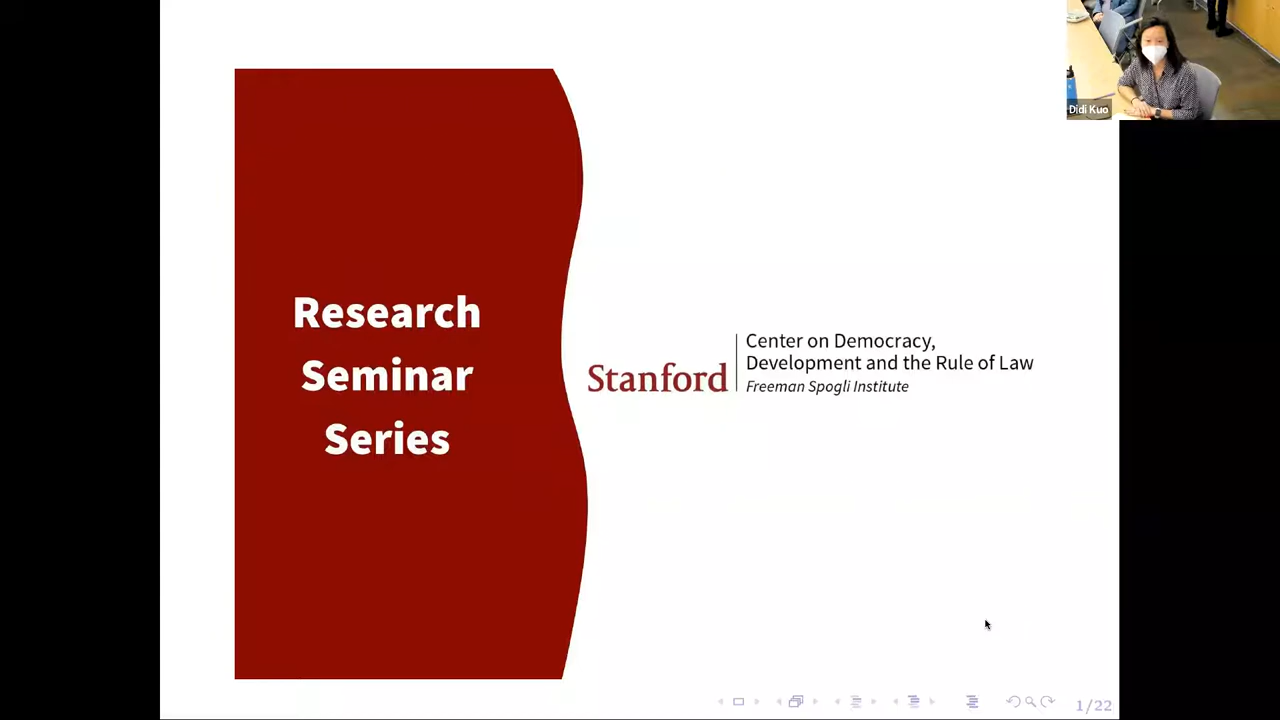 Didi Kuo
Research
Seminar
Series
Stanford
Center on Democracy,
Development and the Rule of Law
Freeman Spogli Institute
1/22